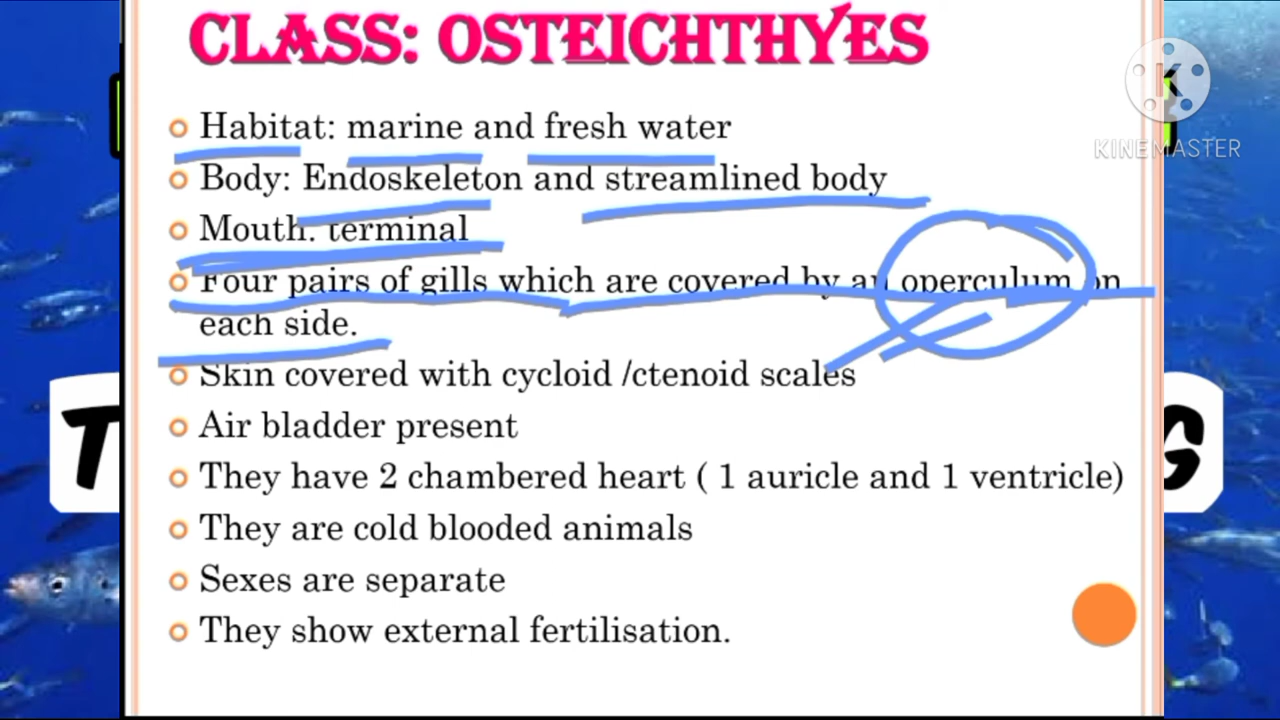 CLASS: OSTEICHTHYES
Habitat: marine and fresh water
Body: Endoskeleton and streamlined body
Mouth: terminal
Four pairs of gills which are covered by an operculum on
each side.
Skin covered with cycloid /ctenoid scales
Air bladder present
They have 2 chambered heart ( 1 auricle and 1 ventricle)
They are cold blooded animals
Sexes are separate
They show external fertilisation.
K
KINEMASTER
T
G